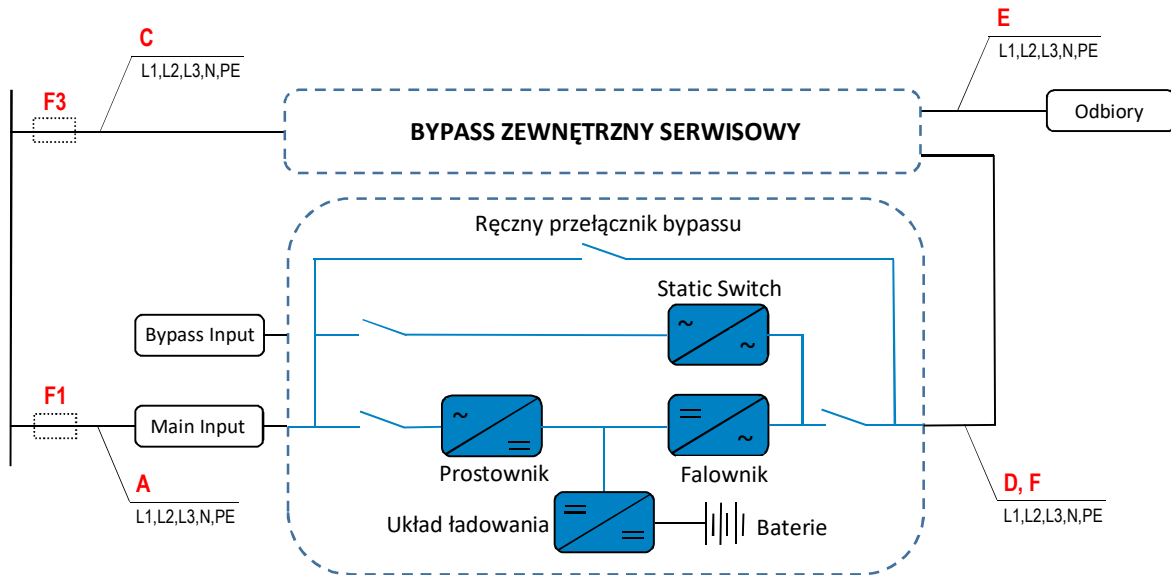 C
L1,L2,L3,N,PE
E
L1,L2,L3,N,PE
F3
BYPASS ZEWNĘTRZNY SERWISOWY
Odbiory
Ręczny przełącznik bypassu
Static Switch
~
~
Bypass Input
F1
Main Input
~
~
Prostownik
Falownik
A
L1,L2,L3,N,PE
D, F
L1,L2,L3,N,PE
Układ ładowania
Baterie